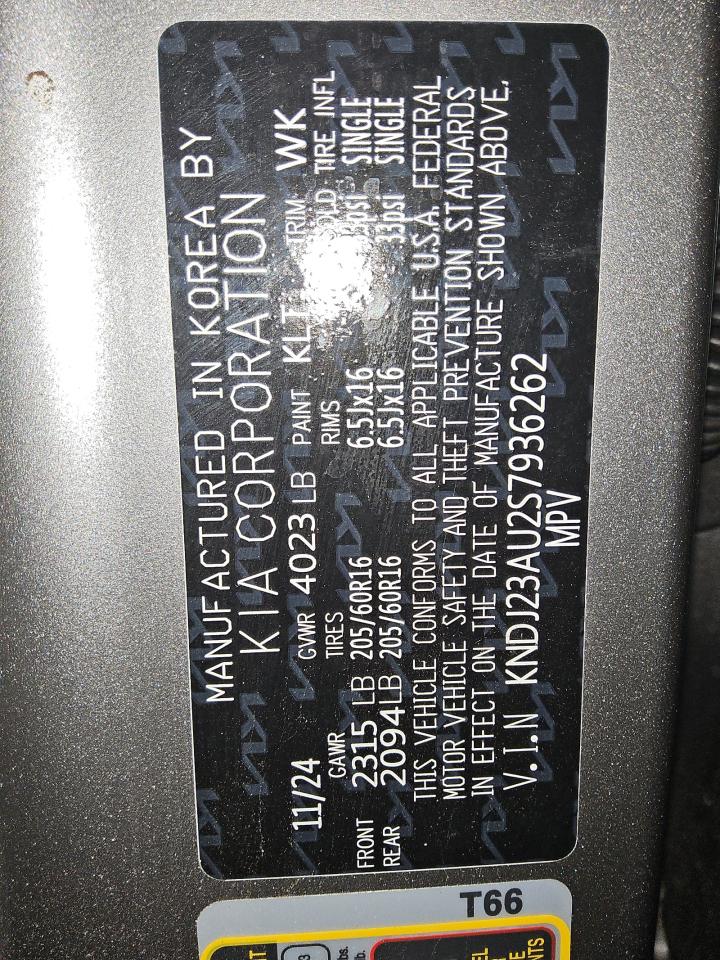 MANUFACTURED IN KOREA BY
KIA CORPORATION
11/24 GVWR 4023 LB PAINT KLT TRIM WK
GAWR TIRES RIMS TIRE INFL
FRONT 2315 LB 205/60R16 6.5Jx16 SINGLE
REAR 2094LB 205/60R16 6.5Jx16 33psi SINGLE
THIS VEHICLE CONFORMS TO ALL APPLICABLE U.S.A. FEDERAL
MOTOR VEHICLE SAFETY AND THEFT PREVENTION STANDARDS
IN EFFECT ON THE DATE OF MANUFACTURE SHOWN ABOVE.
V.I.N KNDJ23AU2S7936262
MPV
T66